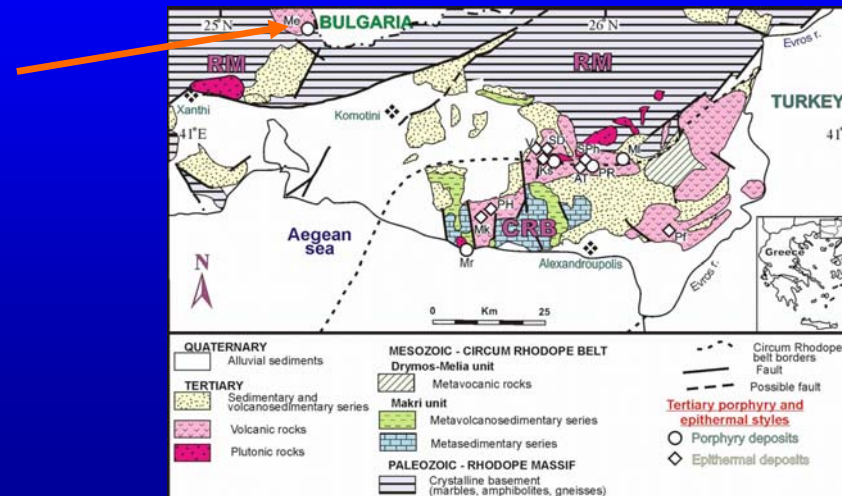 25 N
Me
BULGARIA
26 N
Evros r.
RM
RM
Xanthi
Komotini
TURKEY
41°E
41°
V
SD
SPh
Ks
AT
PR
MI
PH
Mk
CRB
Pf
Aegean
sea
Mr
Alexandroupolis
Evros r.
Greece
N
0 Km 25
QUATERNARY
Alluvial sediments
TERTIARY
Sedimentary and
volcanosedimentary series
Volcanic rocks
Plutonic rocks
MESOZOIC - CIRCUM RHODOPE BELT
Drymos-Melia unit
Metavocanic rocks
Makri unit
Metavolcanosedimentary series
Metasedimentary series
PALEOZOIC - RHODOPE MASSIF
Crystalline basement
(marbles, amphibolites, gneisses)
Circum Rhodope
belt borders
Fault
Possible fault
Tertiary porphyry and
epithermal styles
Porphyry deposits
Epithermal deposits